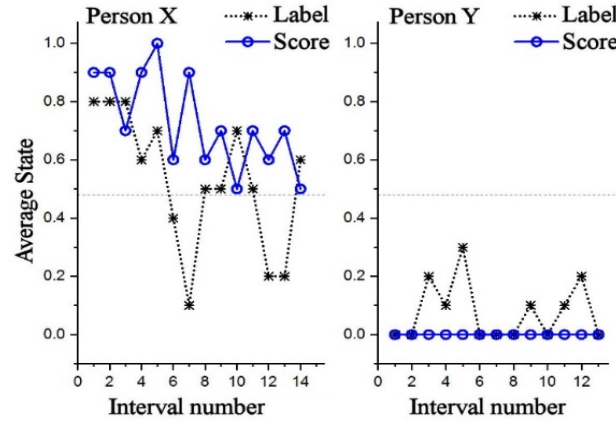 Person X
Label
Score
Person Y
Label
Score
Average State
1.0
0.8
0.6
0.4
0.2
0.0
0 2 4 6 8 10 12 14
Interval number
1.0
0.8
0.6
0.4
0.2
0.0
0 2 4 6 8 10 12
Interval number